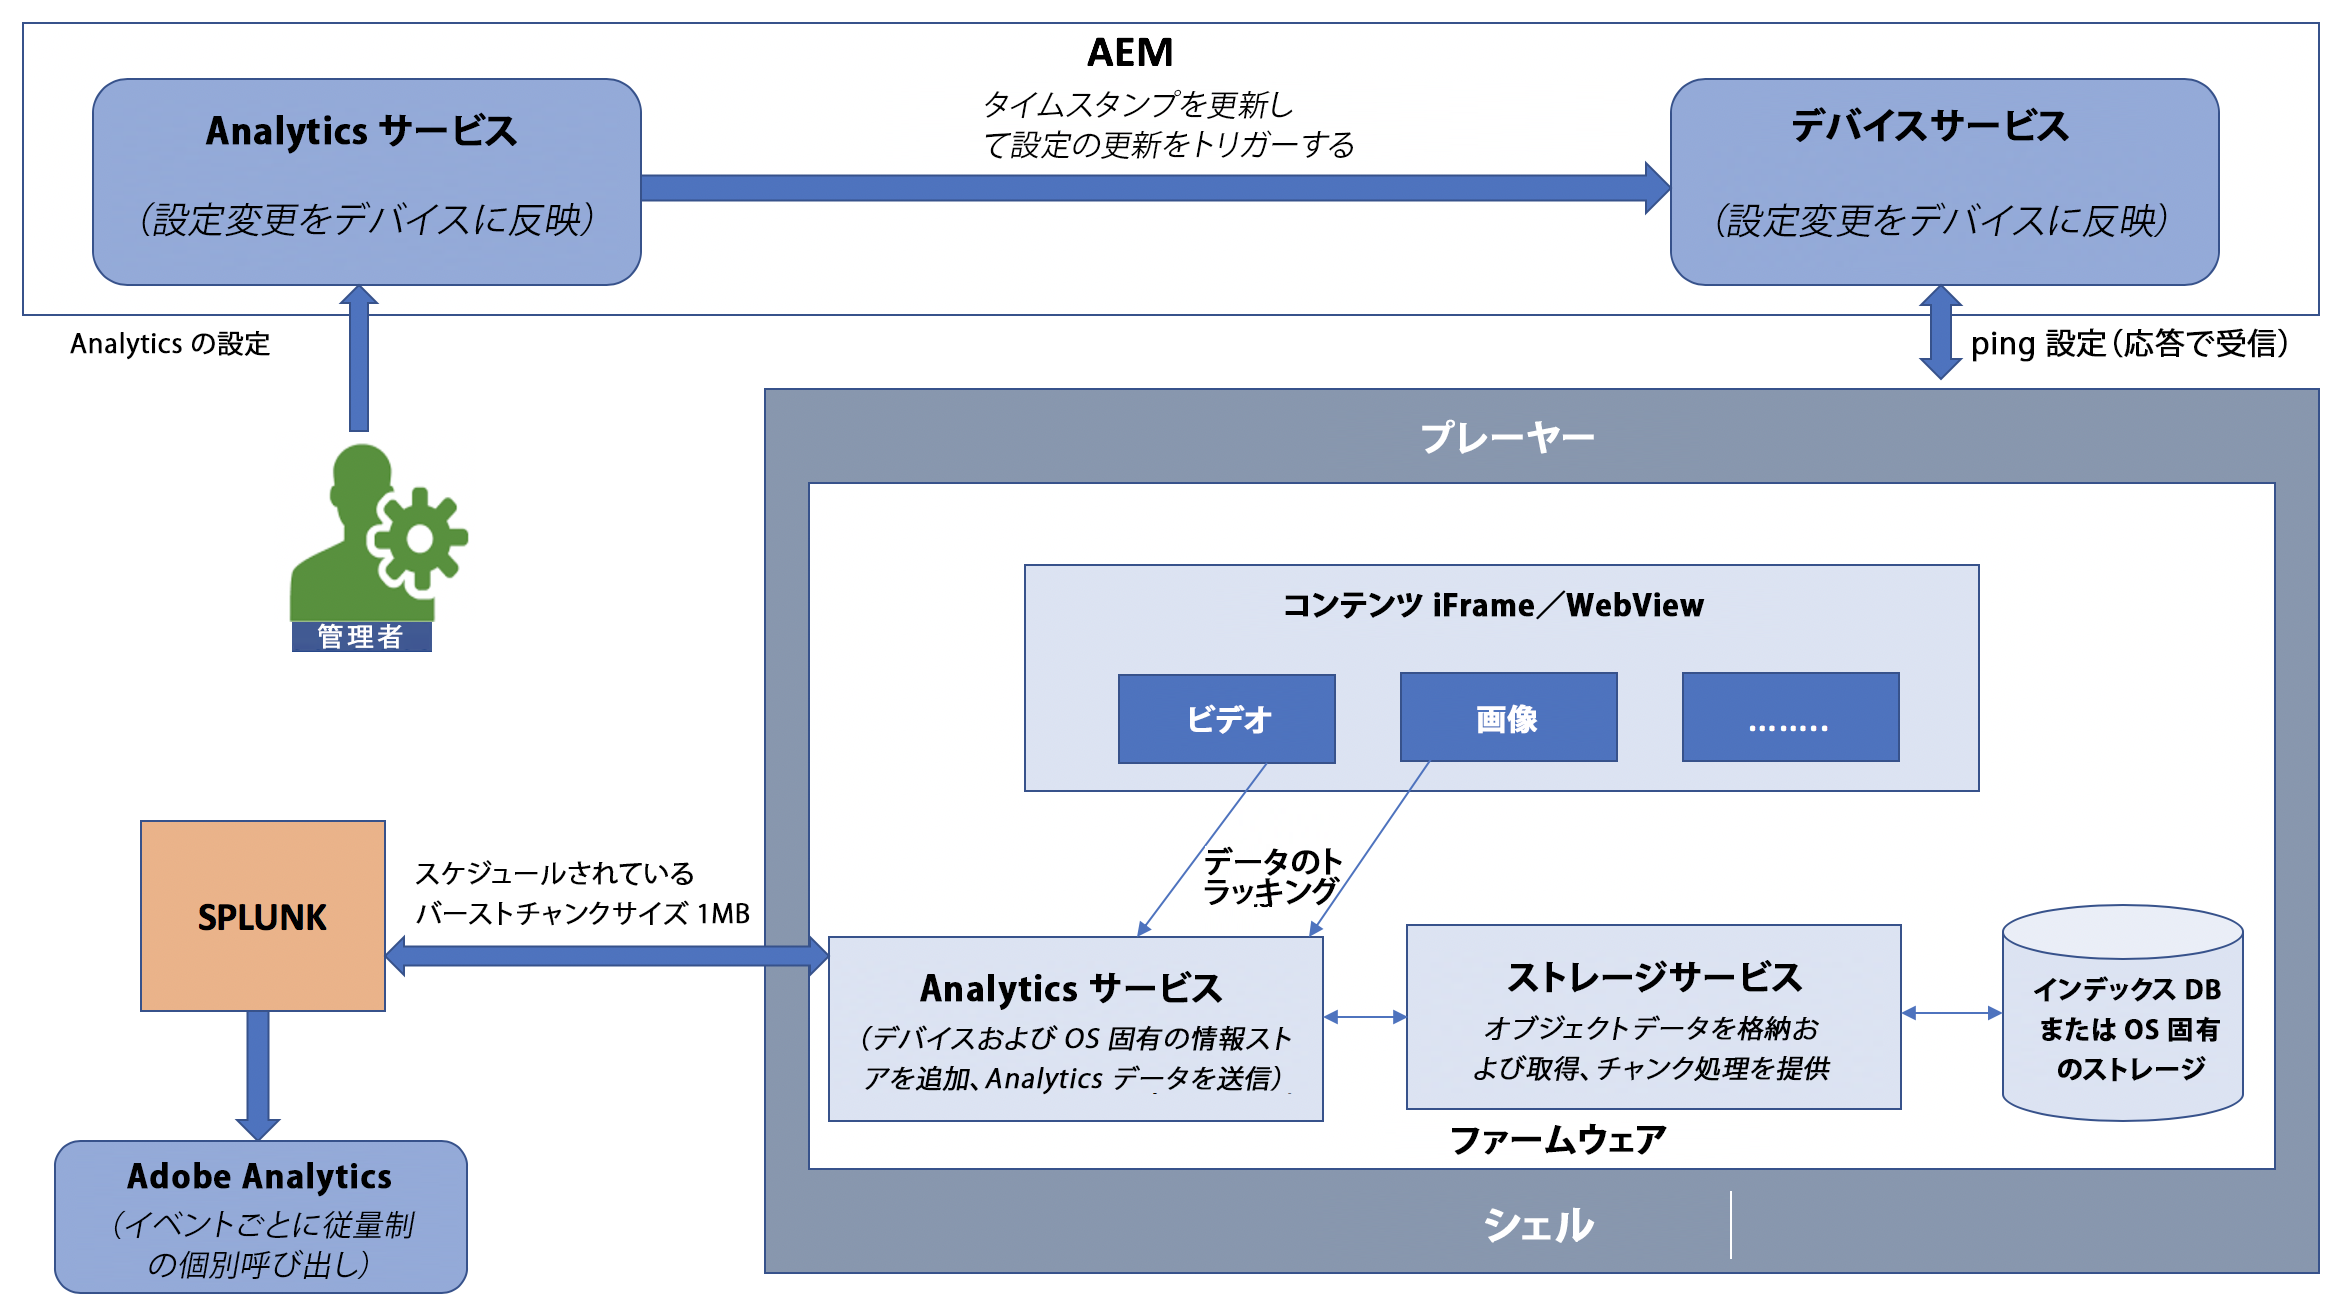 AEM
Analytics サービス
（設定変更をデバイスに反映）
タイムスタンプを更新し
て設定の更新をトリガーする
デバイスサービス
（設定変更をデバイスに反映）
Analytics の設定
ping 設定（応答で受信）
管理者
プレーヤー
コンテンツ iFrame／WebView
ビデオ
画像
........
データのト
ラッキング
SPLUNK
スケジュールされている
バーストチャンクサイズ 1MB
Analytics サービス
（デバイスおよび OS 固有の情報スト
アを追加、Analytics データを送信）
ストレージサービス
オブジェクトデータを格納お
よび取得、チャンク処理を提供
インデックス DB
または OS 固有
のストレージ
ファームウェア
シェル
Adobe Analytics
（イベントごとに従量制
の個別呼び出し）